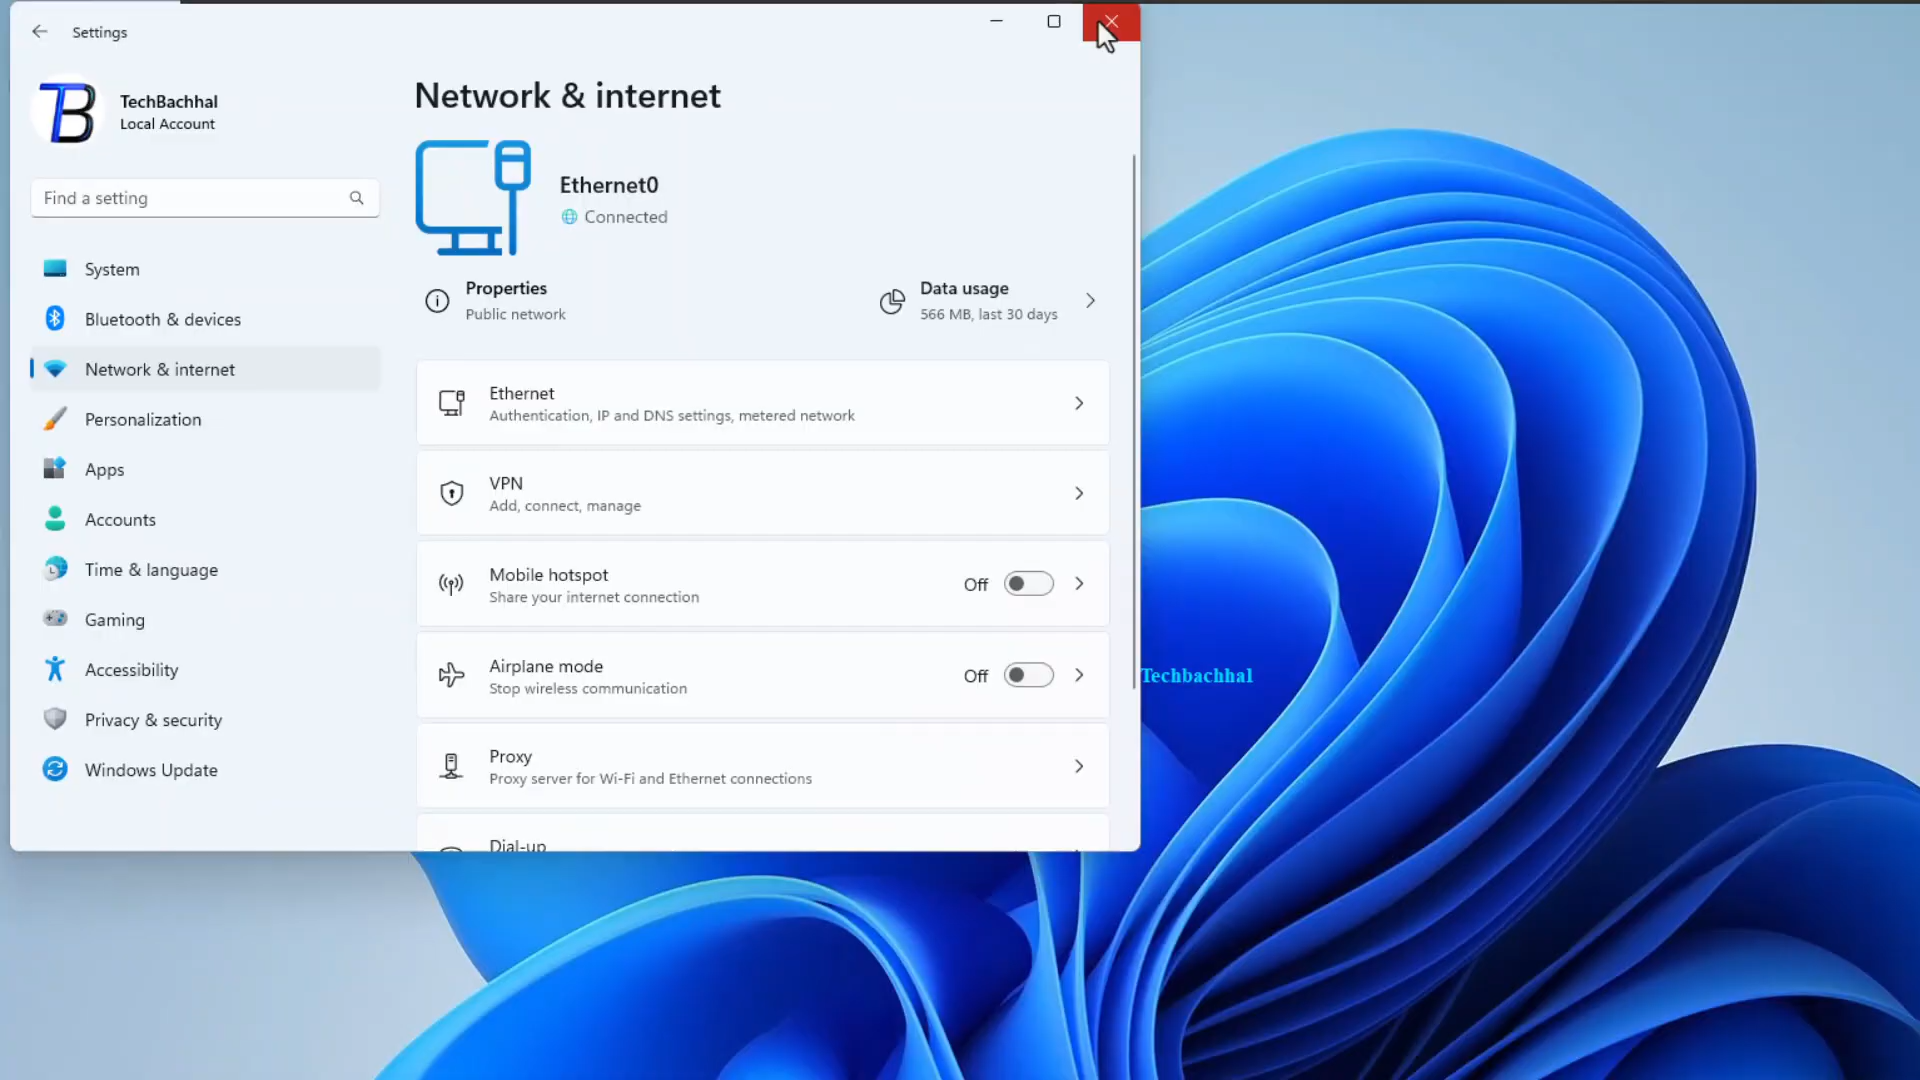 Settings
TB
TechBachhal
Local Account
Find a setting
System
Bluetooth & devices
Network & internet
Personalization
Apps
Accounts
Time & language
Gaming
Accessibility
Privacy & security
Windows Update
Network & internet
Ethernet0
Connected
Properties
Public network
Data usage
566 MB, last 30 days
Ethernet
Authentication, IP and DNS settings, metered network
VPN
Add, connect, manage
Mobile hotspot
Share your internet connection
Off
Airplane mode
Stop wireless communication
Off
Proxy
Proxy server for Wi-Fi and Ethernet connections
Dial-up
Techbachhal